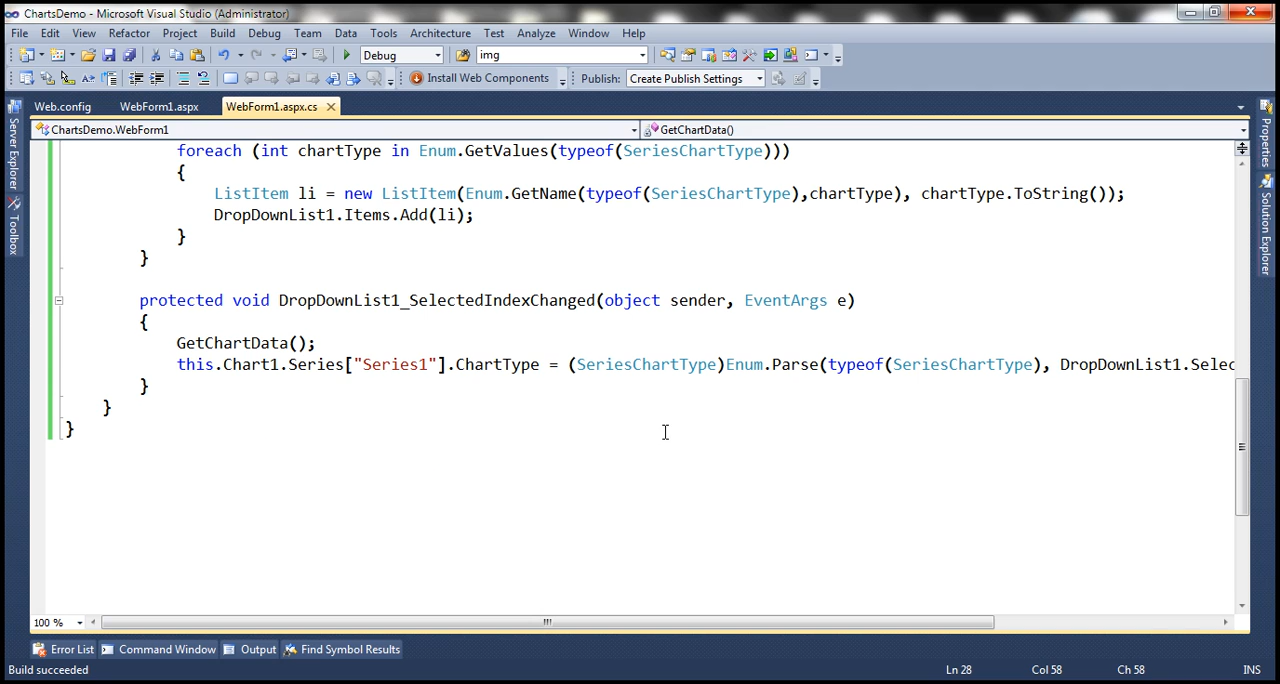 ChartsDemo - Microsoft Visual Studio (Administrator)
File Edit View Refactor Project Build Debug Team Data Tools Architecture Test Analyze Window Help
Debug img
Install Web Components Publish: Create Publish Settings
Web.config WebForm1.aspx WebForm1.aspx.cs
ChartsDemo.WebForm1 GetChartData()
foreach (int chartType in Enum.GetValues(typeof(SeriesChartType)))
{
ListItem li = new ListItem(Enum.GetName(typeof(SeriesChartType),chartType), chartType.ToString());
DropDownList1.Items.Add(li);
}
}
protected void DropDownList1_SelectedIndexChanged(object sender, EventArgs e)
{
GetChartData();
this.Chart1.Series["Series1"].ChartType = (SeriesChartType)Enum.Parse(typeof(SeriesChartType), DropDownList1.Selec
}
}
}
Server Explorer
Toolbox
Properties
Solution Explorer
100 %
Error List Command Window Output Find Symbol Results
Build succeeded Ln 28 Col 58 Ch 58 INS